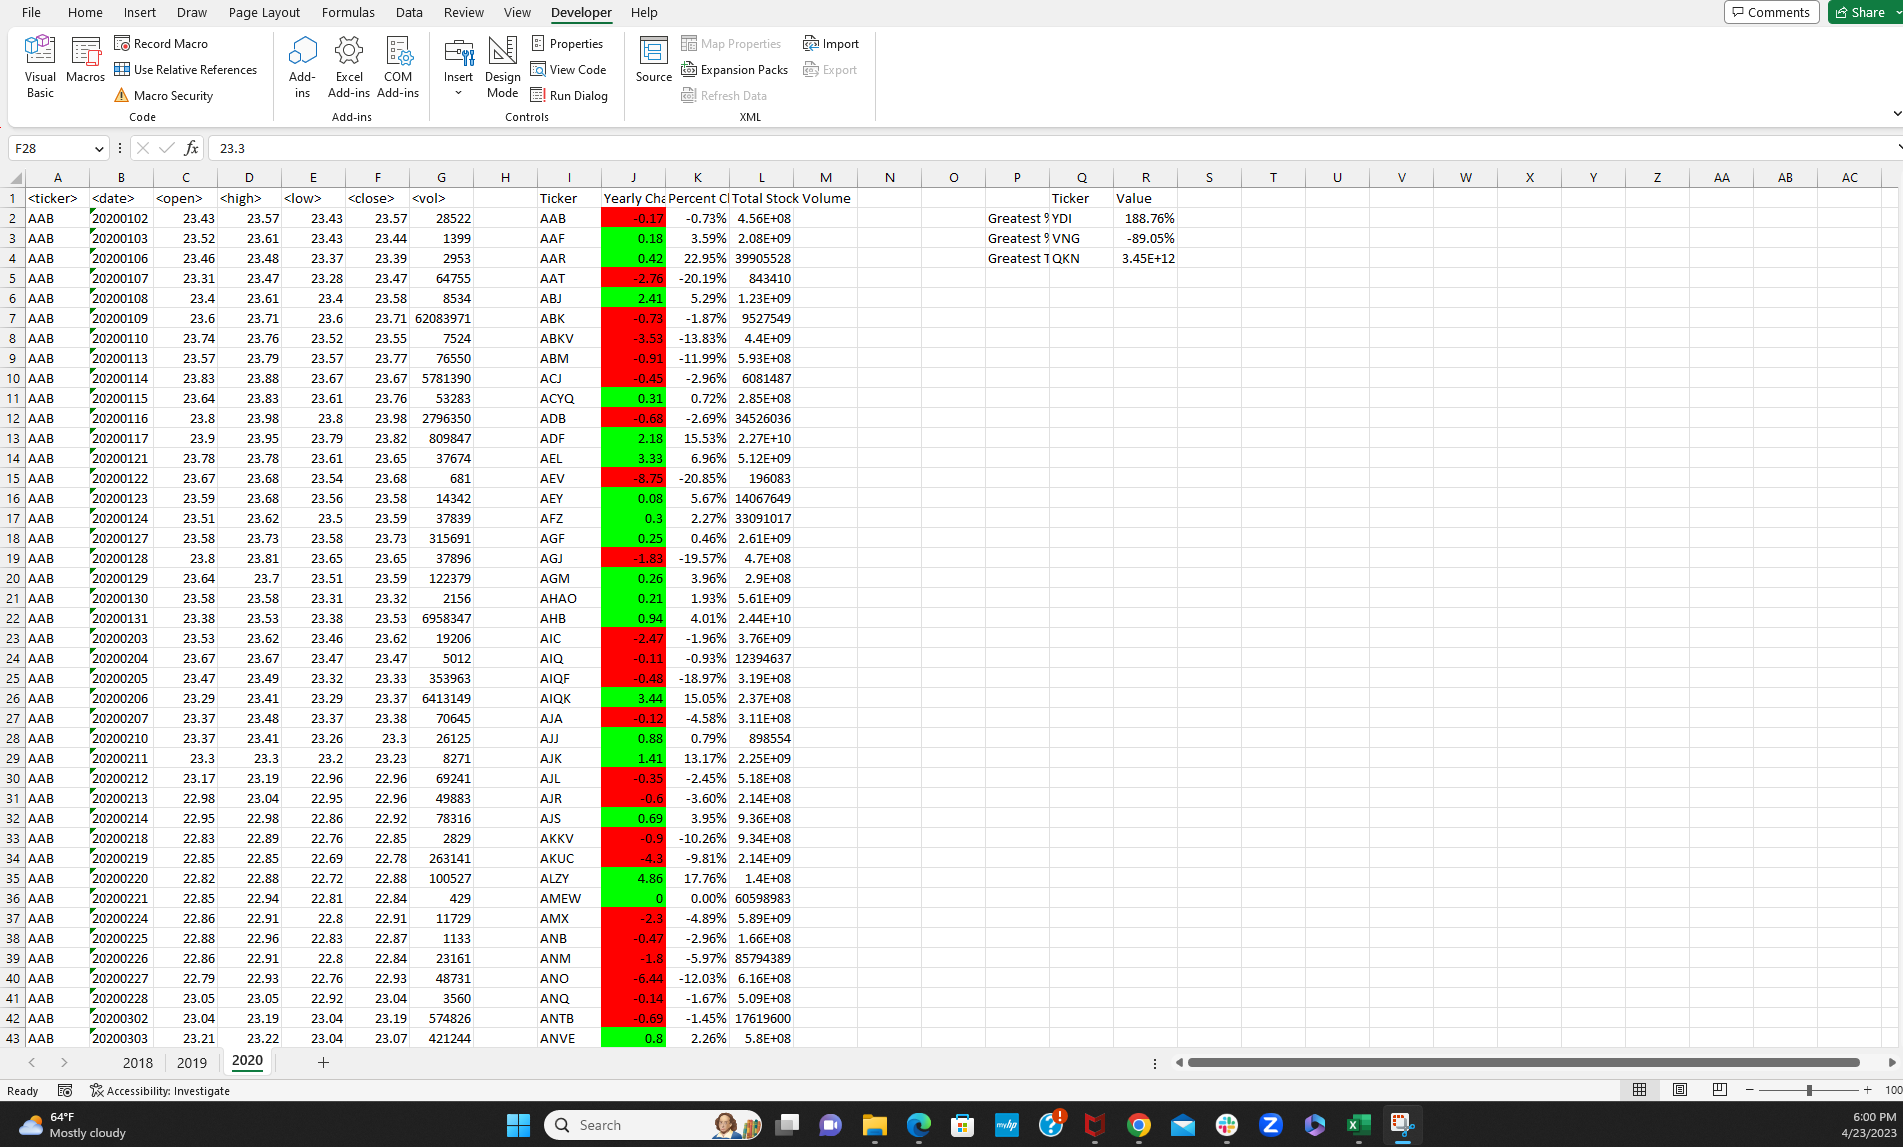 File Home Insert Draw Page Layout Formulas Data Review View Developer Help Comments Share
Visual Basic
Macros
Record Macro
Use Relative References
Macro Security
Code
Add-ins
Excel Add-ins
COM Add-ins
Add-ins
Insert
Design Mode
Properties
View Code
Run Dialog
Controls
Source
Map Properties
Expansion Packs
Refresh Data
Import
Export
XML
F28 fx 23.3
A B C D E F G H I J K L M N O P Q R S T U V W X Y Z AA AB AC
1 <ticker> <date> <open> <high> <low> <close> <vol> Ticker Yearly Cha Percent Cl Total Stock Volume Ticker Value
2 AAB 20200102 23.43 23.57 23.43 23.57 28522 AAB -0.17 -0.73% 4.56E+08 Greatest % YDI 188.76%
3 AAB 20200103 23.52 23.61 23.43 23.44 1399 AAF 0.18 3.59% 2.08E+09 Greatest % VNG -89.05%
4 AAB 20200106 23.46 23.48 23.37 23.39 2953 AAR 0.42 22.95% 39905528 Greatest T QKN 3.45E+12
5 AAB 20200107 23.31 23.47 23.28 23.47 64755 AAT -2.76 -20.19% 843410
6 AAB 20200108 23.4 23.61 23.4 23.58 8534 ABJ 2.41 5.29% 1.23E+09
7 AAB 20200109 23.6 23.71 23.6 23.71 62083971 ABK -0.73 -1.87% 9527549
8 AAB 20200110 23.74 23.76 23.52 23.55 7524 ABKV -3.53 -13.83% 4.4E+09
9 AAB 20200113 23.57 23.79 23.57 23.77 76550 ABM -0.91 -11.99% 5.93E+08
10 AAB 20200114 23.83 23.88 23.67 23.67 5781390 ACJ -0.45 -2.96% 6081487
11 AAB 20200115 23.64 23.83 23.61 23.76 53283 ACYQ 0.31 0.72% 2.85E+08
12 AAB 20200116 23.8 23.98 23.8 23.98 2796350 ADB -0.68 -2.69% 34526036
13 AAB 20200117 23.9 23.95 23.79 23.82 809847 ADF 2.18 15.53% 2.27E+10
14 AAB 20200121 23.78 23.78 23.61 23.65 37674 AEL 3.33 6.96% 5.12E+09
15 AAB 20200122 23.67 23.68 23.54 23.68 681 AEV -8.75 -20.85% 196083
16 AAB 20200123 23.59 23.68 23.56 23.58 14342 AEY 0.08 5.67% 14067649
17 AAB 20200124 23.51 23.62 23.5 23.59 37839 AFZ 0.3 2.27% 33091017
18 AAB 20200127 23.58 23.73 23.58 23.73 315691 AGF 0.25 0.46% 2.61E+09
19 AAB 20200128 23.8 23.81 23.65 23.65 37896 AGJ -1.83 -19.57% 4.7E+08
20 AAB 20200129 23.64 23.7 23.51 23.59 122379 AGM 0.26 3.96% 2.9E+08
21 AAB 20200130 23.58 23.58 23.31 23.32 2156 AHAO 0.21 1.93% 5.61E+09
22 AAB 20200131 23.38 23.53 23.38 23.53 6958347 AHB 0.94 4.01% 2.44E+10
23 AAB 20200203 23.53 23.62 23.46 23.62 19206 AIC -2.47 -1.96% 3.76E+09
24 AAB 20200204 23.67 23.67 23.47 23.47 5012 AIQ -0.11 -0.93% 12394637
25 AAB 20200205 23.47 23.49 23.32 23.33 353963 AIQF -0.48 -18.97% 3.19E+08
26 AAB 20200206 23.29 23.41 23.29 23.37 6413149 AIQK 3.44 15.05% 2.37E+08
27 AAB 20200207 23.37 23.48 23.37 23.38 70645 AJA -0.12 -4.58% 3.11E+08
28 AAB 20200210 23.37 23.41 23.26 23.3 26125 AJJ 0.88 0.79% 898554
29 AAB 20200211 23.3 23.3 23.2 23.23 8271 AJK 1.41 13.17% 2.25E+09
30 AAB 20200212 23.17 23.19 22.96 22.96 69241 AJL -0.35 -2.45% 5.18E+08
31 AAB 20200213 22.98 23.04 22.95 22.96 49883 AJR -0.6 -3.60% 2.14E+08
32 AAB 20200214 22.95 22.98 22.86 22.92 78316 AJS 0.69 3.95% 9.36E+08
33 AAB 20200218 22.83 22.89 22.76 22.85 2829 AKKV -0.9 -10.26% 9.34E+08
34 AAB 20200219 22.85 22.85 22.69 22.78 263141 AKUC -4.3 -9.81% 2.14E+09
35 AAB 20200220 22.82 22.88 22.72 22.88 100527 ALZY 4.86 17.76% 1.4E+08
36 AAB 20200221 22.85 22.94 22.81 22.84 429 AMEW 0 0.00% 60598983
37 AAB 20200224 22.86 22.91 22.8 22.91 11729 AMX -2.3 -4.89% 5.89E+09
38 AAB 20200225 22.88 22.96 22.83 22.87 1133 ANB -0.47 -2.96% 1.66E+08
39 AAB 20200226 22.86 22.91 22.8 22.84 23161 ANM -1.8 -5.97% 85794389
40 AAB 20200227 22.79 22.93 22.76 22.93 48731 ANO -6.44 -12.03% 6.16E+08
41 AAB 20200228 23.05 23.05 22.92 23.04 3560 ANQ -0.14 -1.67% 5.09E+08
42 AAB 20200302 23.04 23.19 23.04 23.19 574826 ANTB -0.69 -1.45% 17619600
43 AAB 20200303 23.21 23.22 23.04 23.07 421244 ANVE 0.8 2.26% 5.8E+08
2018 2019 2020 +
Ready Accessibility: Investigate − + 100
64°F
Mostly cloudy
Search
myhp
6:00 PM
4/23/2023